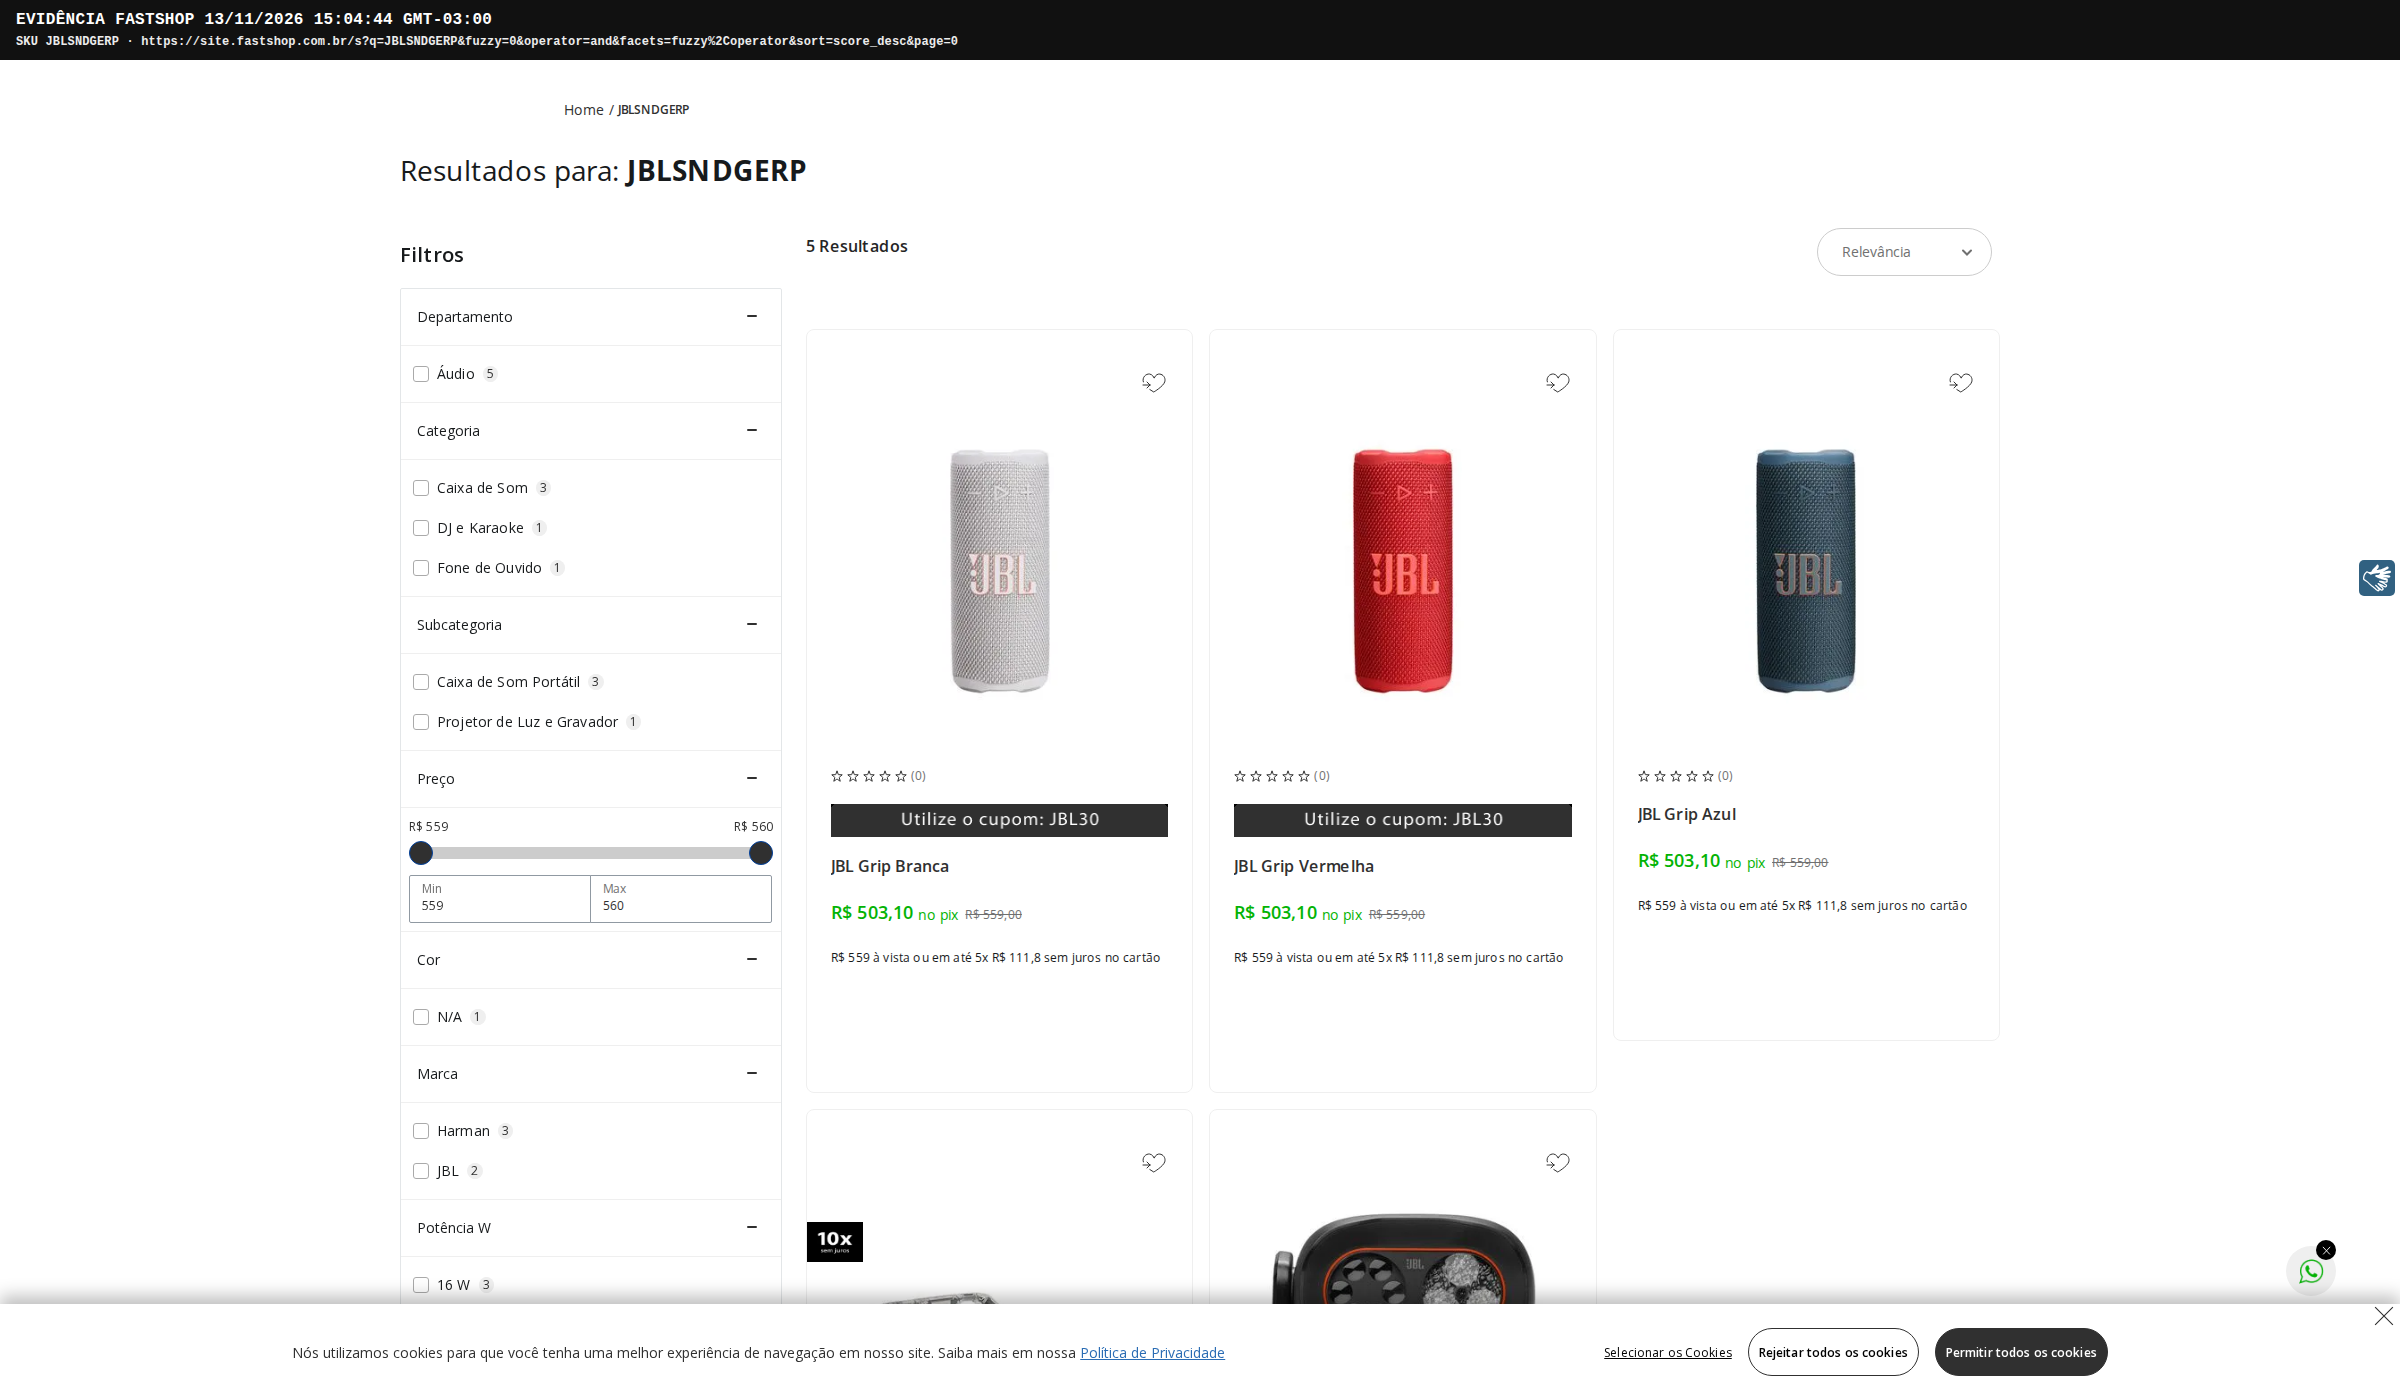 EVIDÊNCIA FASTSHOP 13/11/2026 15:04:44 GMT-03:00
SKU JBLSNDGERP · https://site.fastshop.com.br/s?q=JBLSNDGERP&fuzzy=0&operator=and&facets=fuzzy%2Coperator&sort=score_desc&page=0
Home / JBLSNDGERP
Resultados para: JBLSNDGERP
Filtros
5 Resultados
Relevância
Departamento
Áudio 5
Categoria
Caixa de Som 3
DJ e Karaoke 1
Fone de Ouvido 1
Subcategoria
Caixa de Som Portátil 3
Projetor de Luz e Gravador 1
Preço
R$ 559
R$ 560
Min
559
Max
560
Cor
N/A 1
Marca
Harman 3
JBL 2
Potência W
16 W 3
JBL
(0)
Utilize o cupom: JBL30
JBL Grip Branca
R$ 503,10 no pix R$ 559,00
R$ 559 à vista ou em até 5x R$ 111,8 sem juros no cartão
JBL
(0)
Utilize o cupom: JBL30
JBL Grip Vermelha
R$ 503,10 no pix R$ 559,00
R$ 559 à vista ou em até 5x R$ 111,8 sem juros no cartão
JBL
(0)
JBL Grip Azul
R$ 503,10 no pix R$ 559,00
R$ 559 à vista ou em até 5x R$ 111,8 sem juros no cartão
10x
sem juros
JBL
Nós utilizamos cookies para que você tenha uma melhor experiência de navegação em nosso site. Saiba mais em nossa Política de Privacidade
Selecionar os Cookies
Rejeitar todos os cookies
Permitir todos os cookies